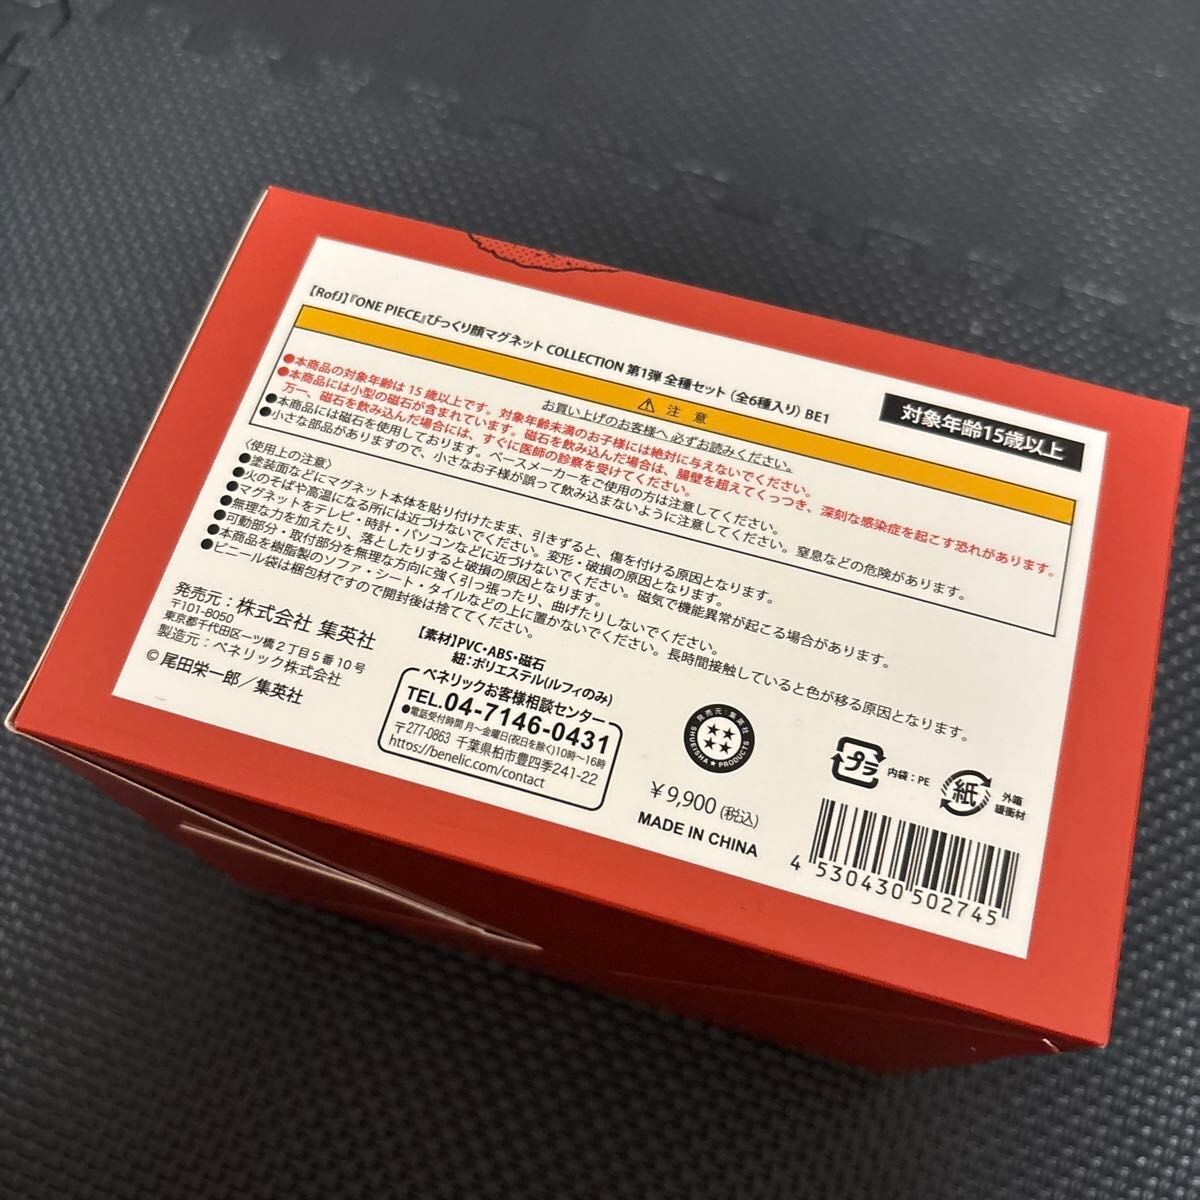 【RofJ】『ONE PIECE』びっくり顔マグネット COLLECTION 第1弾 全種セット（全6種入り）BE1
対象年齢15歳以上
⚠ 注 意
お買い上げのお客様へ 必ずお読みください。
●本商品の対象年齢は 15 歳以上です。対象年齢未満のお子様には絶対に与えないでください。
●本商品には小型の磁石が含まれています。磁石を飲み込んだ場合は、腸壁を超えてくっつき、深刻な感染症を起こす恐れがあります。
万一、磁石を飲み込んだ場合には、すぐに医師の診察を受けてください。
●本商品には磁石を使用しております。ペースメーカーをご使用の方は注意してください。
●小さな部品がありますので、小さなお子様が誤って飲み込まないように注意してください。窒息などの危険があります。
〈使用上の注意〉
●塗装面などにマグネット本体を貼り付けたまま、引きずると、傷を付ける原因となります。
●火のそばや高温になる所には近づけないでください。変形・破損の原因となります。
●マグネットをテレビ・時計・パソコンなどに近づけないでください。磁気で機能異常が起こる場合があります。
●無理な力を加えたり、落としたりすると破損の原因となります。
●可動部分・取付部分を無理な方向に強く引っ張ったり、曲げたりしないでください。
●本商品を樹脂製のソファ・シート・タイルなどの上に置かないでください。長時間接触していると色が移る原因となります。
●ビニール袋は梱包材ですので開封後は捨ててください。
発売元：株式会社 集英社
〒101-8050
東京都千代田区一ツ橋２丁目５番10号
製造元：ベネリック株式会社
© 尾田栄一郎／集英社
【素材】PVC・ABS・磁石
紐：ポリエステル(ルフィのみ)
ベネリックお客様相談センター
TEL.04-7146-0431
●電話受付時間 月〜金曜日(祝日を除く)10時〜16時
〒277-0863 千葉県柏市豊四季241-22
https://benelic.com/contact
発売元：集英社
SHUEISHA★PRODUCTS
￥9,900 (税込)
MADE IN CHINA
プラ
内袋：PE
紙
外箱
緩衝材
4 530430 502745